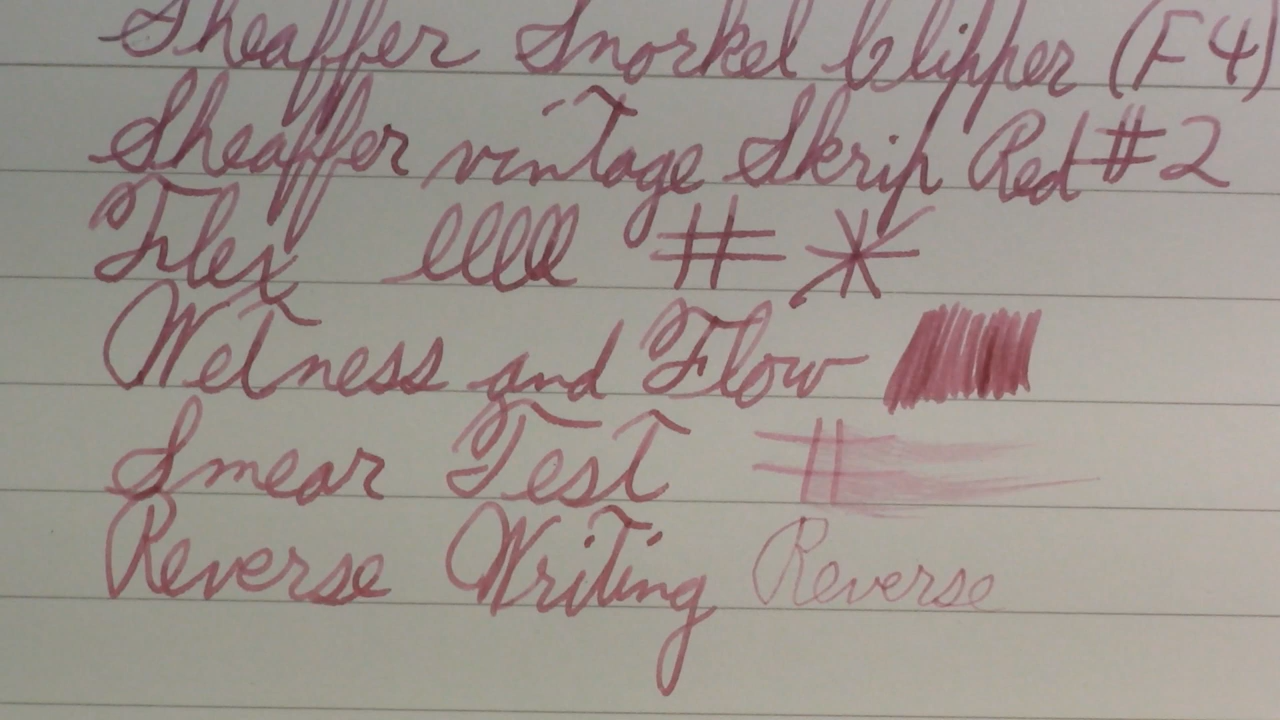 Sheaffer Snorkel Clipper (F4)
Sheaffer vintage Skrip Red #2
Flex llll # *
Wetness and Flow
Smear Test #
Reverse Writing Reverse